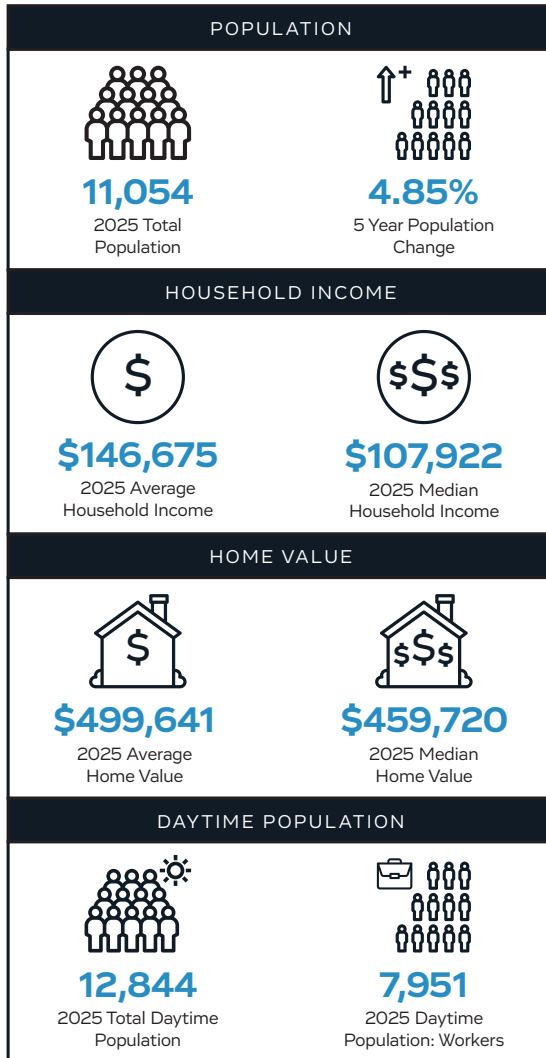 POPULATION
11,054
2025 Total
Population
4.85%
5 Year Population
Change
HOUSEHOLD INCOME
$
$146,675
2025 Average
Household Income
$$$
$107,922
2025 Median
Household Income
HOME VALUE
$
$499,641
2025 Average
Home Value
$$$
$459,720
2025 Median
Home Value
DAYTIME POPULATION
12,844
2025 Total Daytime
Population
7,951
2025 Daytime
Population: Workers